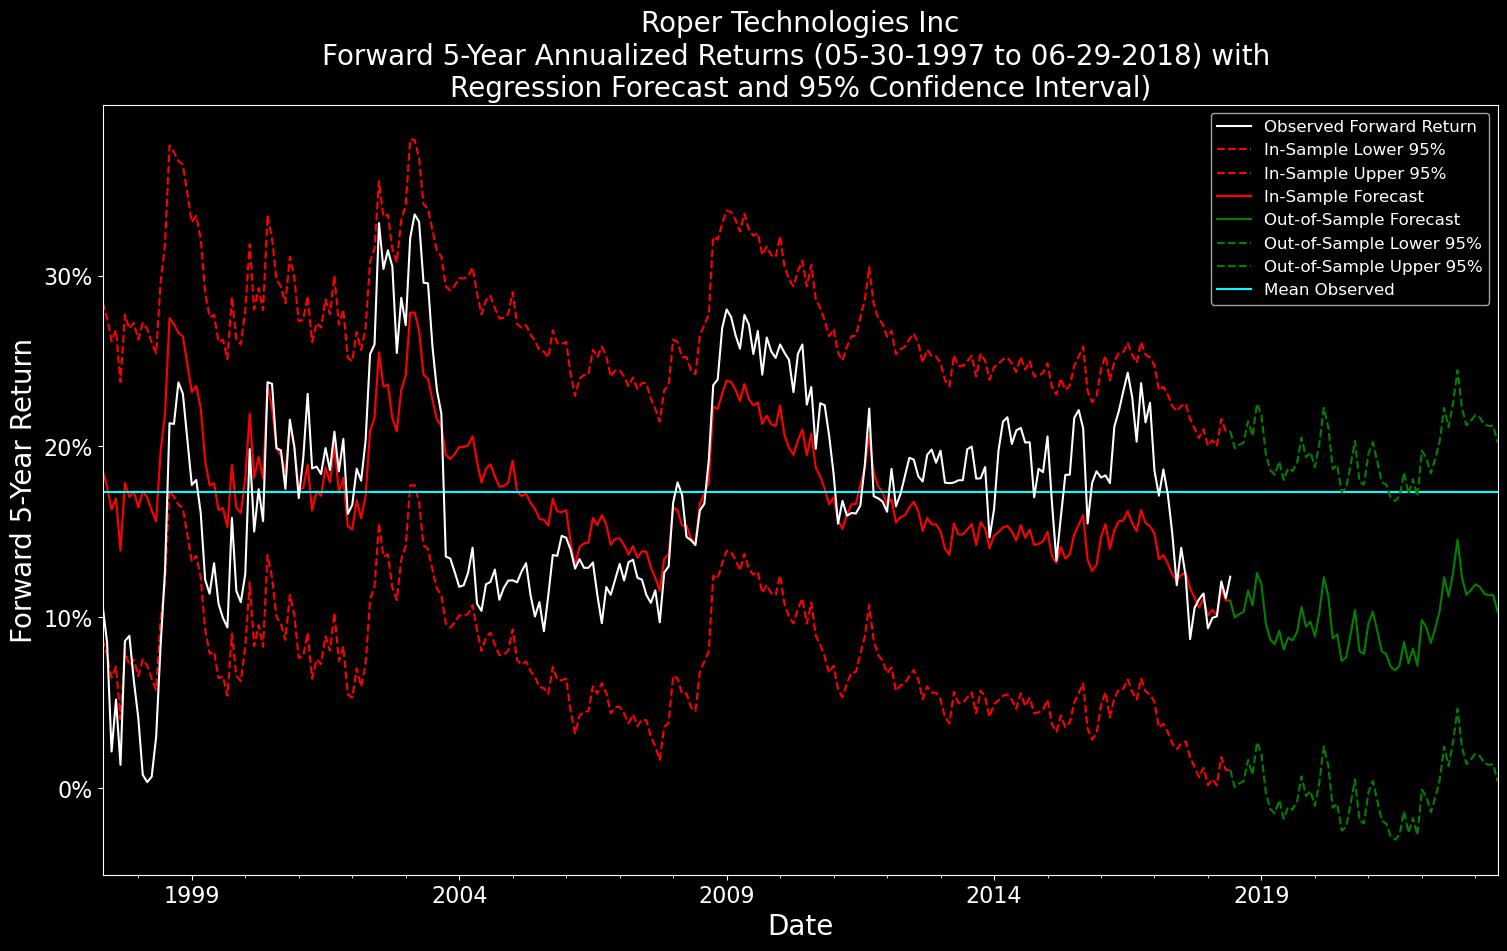 Roper Technologies Inc
Forward 5-Year Annualized Returns (05-30-1997 to 06-29-2018) with
Regression Forecast and 95% Confidence Interval)
Observed Forward Return
In-Sample Lower 95%
In-Sample Upper 95%
In-Sample Forecast
Out-of-Sample Forecast
Out-of-Sample Lower 95%
Out-of-Sample Upper 95%
Mean Observed
Forward 5-Year Return
30%
20%
10%
0%
1999 2004 2009 2014 2019
Date